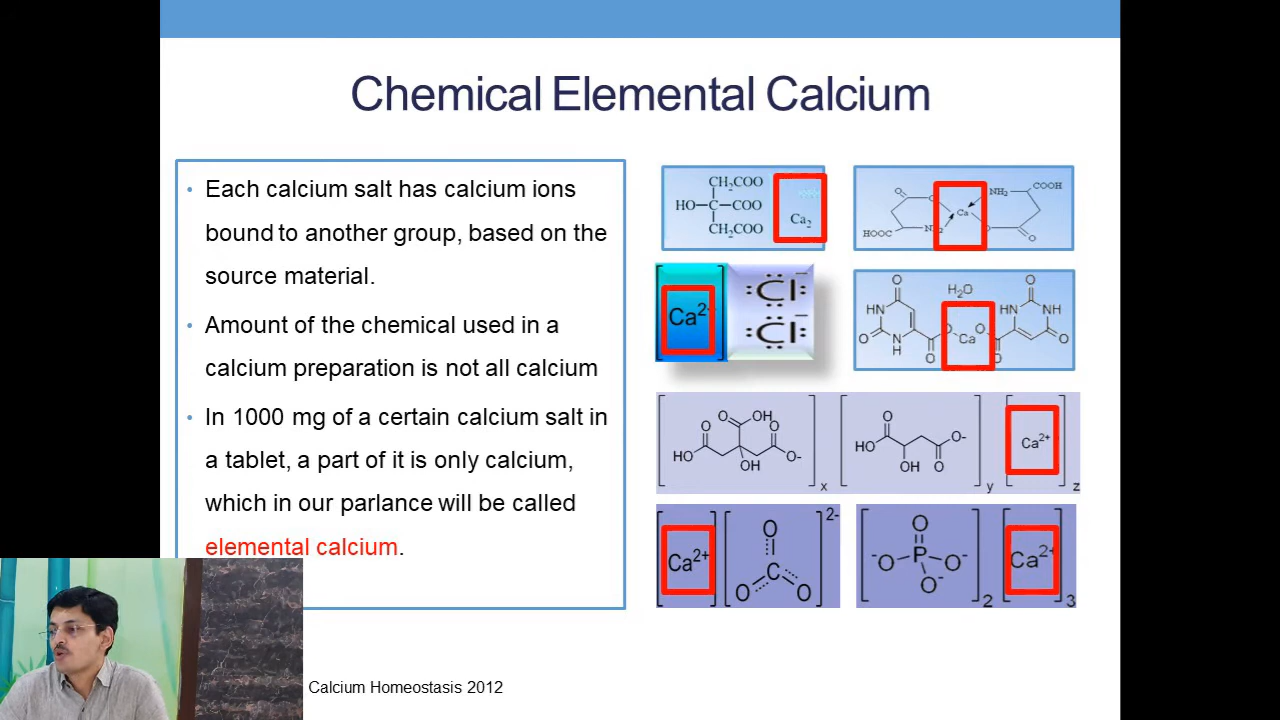 Chemical Elemental Calcium
• Each calcium salt has calcium ions
bound to another group, based on the
source material.
• Amount of the chemical used in a
calcium preparation is not all calcium
• In 1000 mg of a certain calcium salt in
a tablet, a part of it is only calcium,
which in our parlance will be called
elemental calcium.
CH₂COO
HO—C—COO
CH₂COO
Ca₂
O
O
Ca
NH₂
COOH
HOOC
NH₂
O
O
Ca²⁺
Cl⁻
Cl
O
H₂O
O
HN
HN
NH
O
N
H
O
O
Ca
O
O
O
N
H
O
O
OH
O
O
HO
OH
O-
x
O
HO
OH
O
O-
y
Ca²⁺
z
Ca²⁺
O
C
O
O
2-
O
⁻O
P
O⁻
O⁻
2
Ca²⁺
3
Calcium Homeostasis 2012